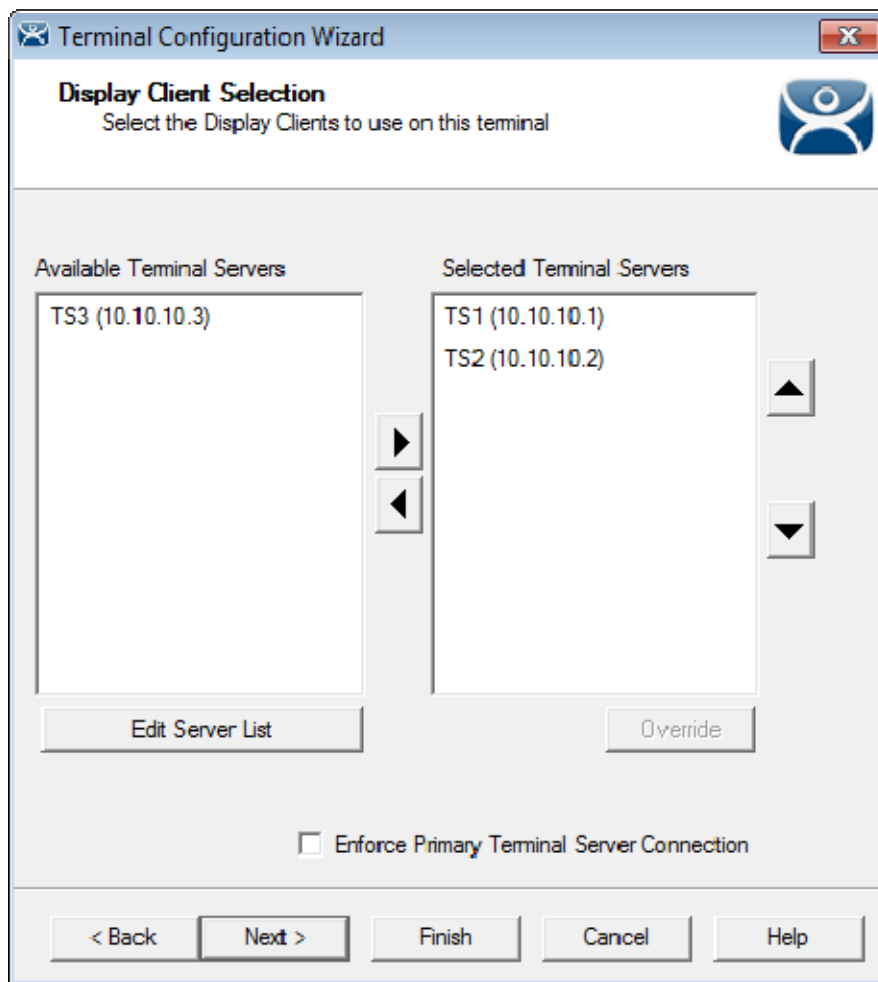 Terminal Configuration Wizard
Display Client Selection
Select the Display Clients to use on this terminal
Available Terminal Servers
TS3 (10.10.10.3)
Edit Server List
Selected Terminal Servers
TS1 (10.10.10.1)
TS2 (10.10.10.2)
Override
Enforce Primary Terminal Server Connection
< Back
Next >
Finish
Cancel
Help